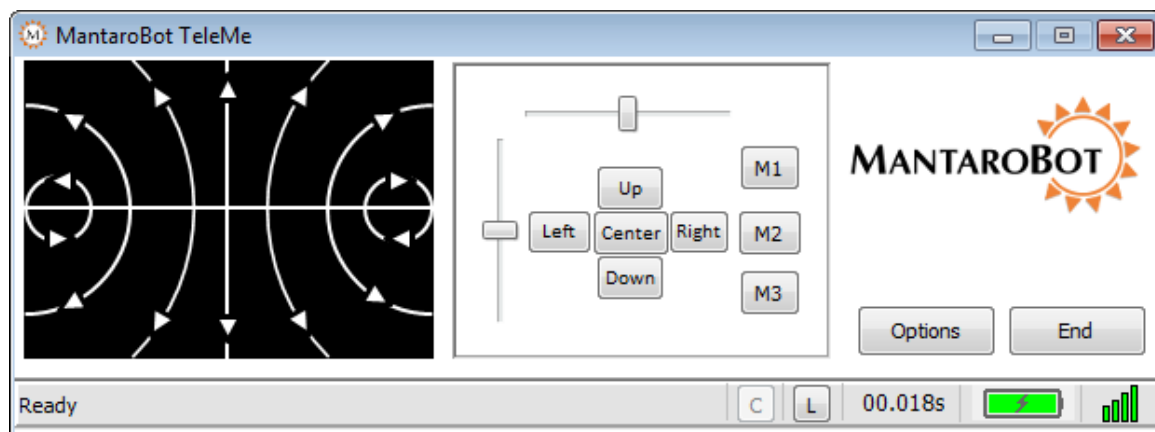 MantaroBot TeleMe
Up
Left Center Right
Down
M1
M2
M3
MANTAROBOT
Options End
Ready C L 00.018s